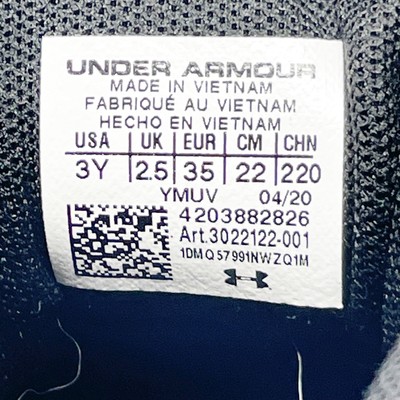 UNDER ARMOUR
MADE IN VIETNAM
FABRIQUÉ AU VIETNAM
HECHO EN VIETNAM
USA UK EUR CM CHN
3Y 2.5 35 22 220
YMUV 04/20
4203882826
Art.3022122-001
1DMQ57991NWZQ1M